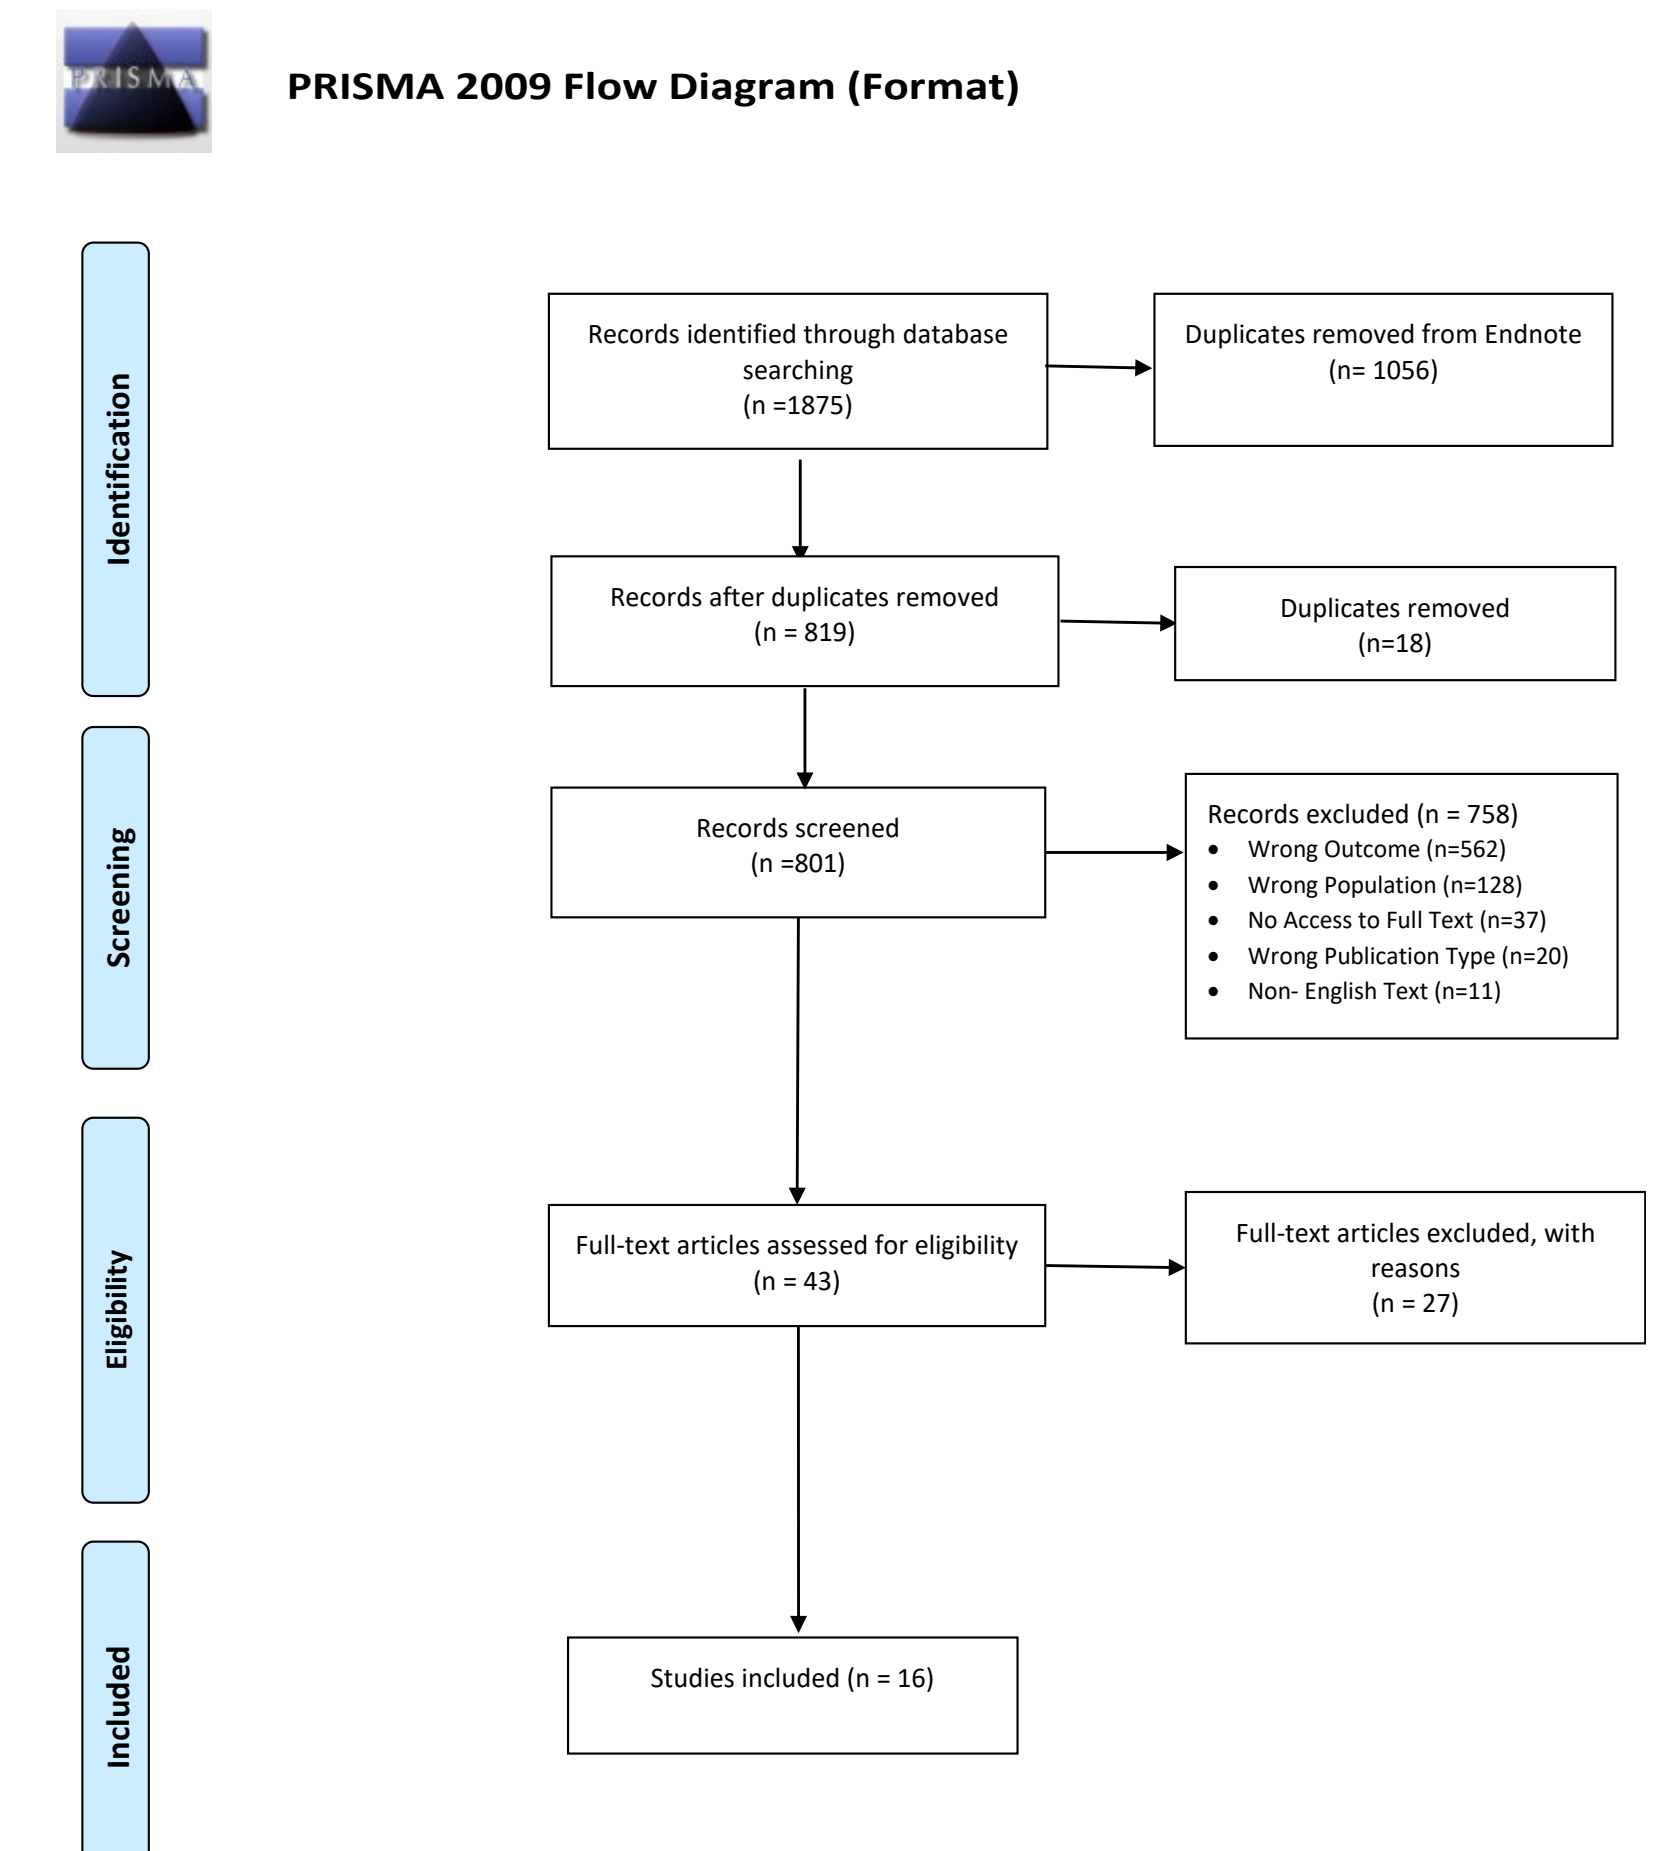 PRISMA
PRISMA 2009 Flow Diagram (Format)
Identification
Records identified through database
searching
(n =1875)
Duplicates removed from Endnote
(n= 1056)
Records after duplicates removed
(n = 819)
Duplicates removed
(n=18)
Screening
Records screened
(n =801)
Records excluded (n = 758)
• Wrong Outcome (n=562)
• Wrong Population (n=128)
• No Access to Full Text (n=37)
• Wrong Publication Type (n=20)
• Non- English Text (n=11)
Eligibility
Full-text articles assessed for eligibility
(n = 43)
Full-text articles excluded, with
reasons
(n = 27)
Included
Studies included (n = 16)